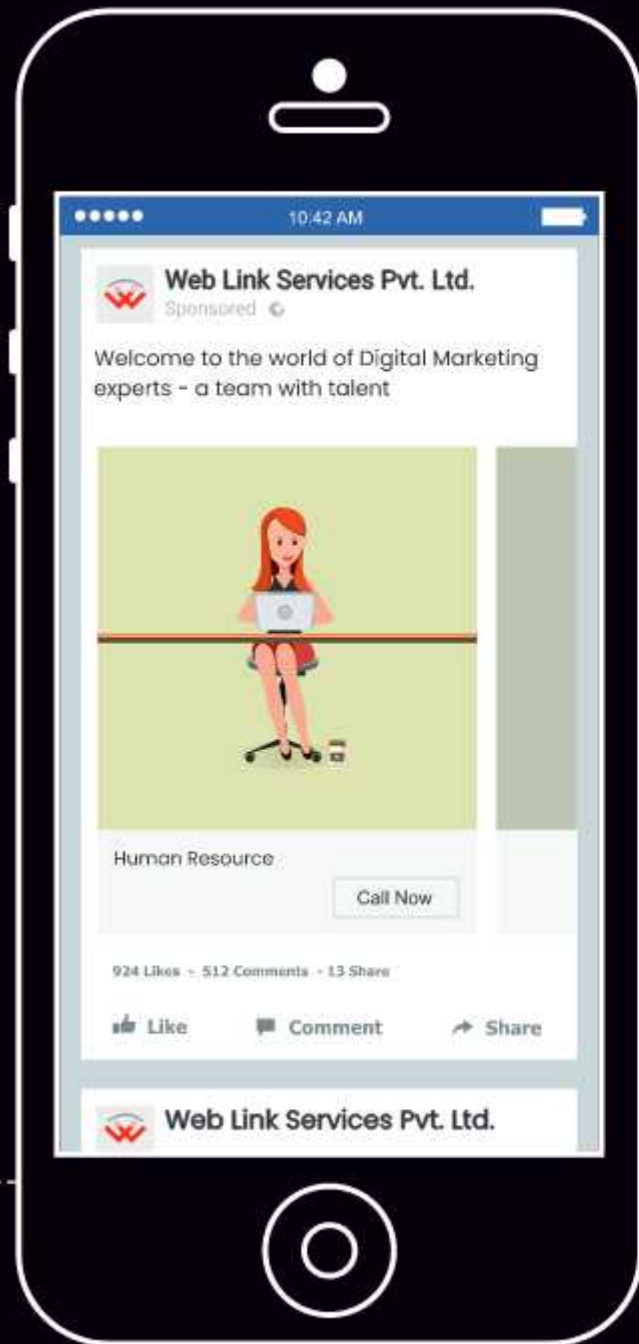 10:42 AM
Web Link Services Pvt. Ltd.
Sponsored
Welcome to the world of Digital Marketing
experts - a team with talent
Human Resource
Call Now
924 Likes - 512 Comments - 13 Share
Like Comment Share
Web Link Services Pvt. Ltd.